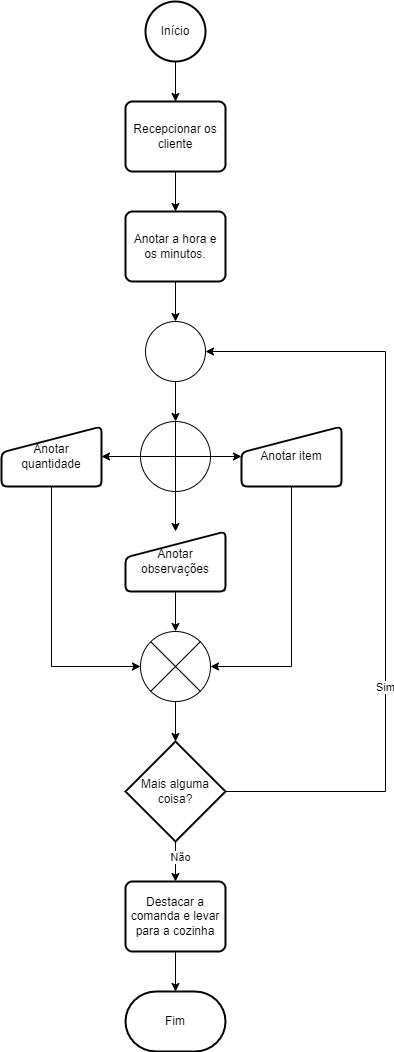 Início
Recepcionar os
cliente
Anotar a hora e
os minutos.
Anotar
quantidade
Anotar item
Anotar
observações
Sim
Mais alguma
coisa?
Não
Destacar a
comanda e levar
para a cozinha
Fim